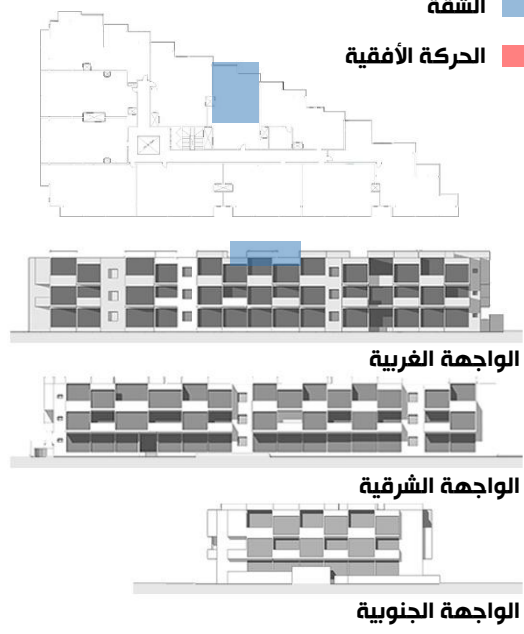 الشقة
الحركة الأفقية
الواجهة الغربية
الواجهة الشرقية
الواجهة الجنوبية